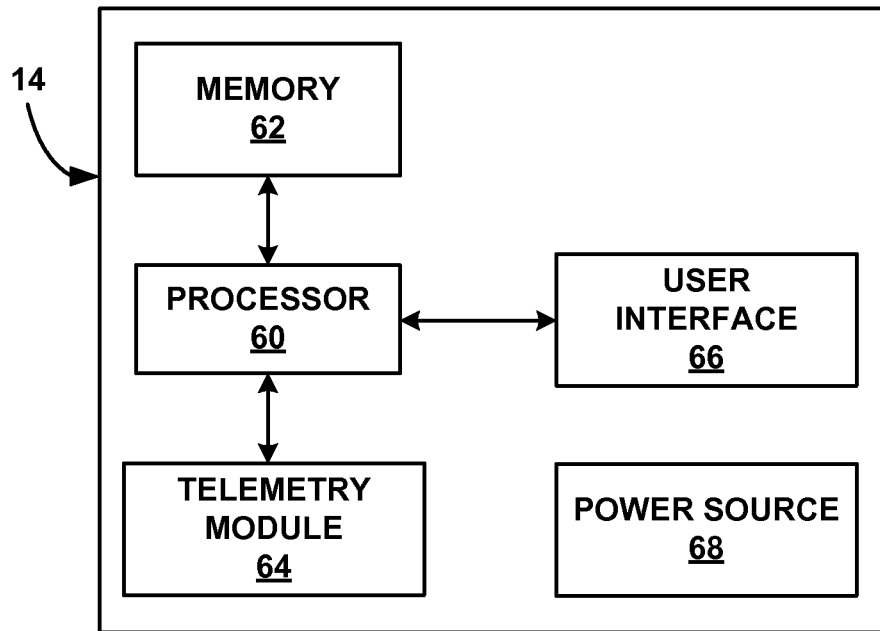 14
MEMORY
62
PROCESSOR
60
USER
INTERFACE
66
TELEMETRY
MODULE
64
POWER SOURCE
68